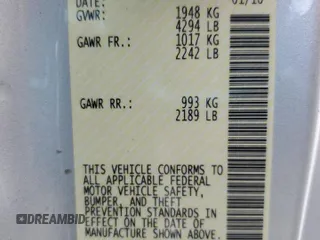 DATE: 01/10
GVWR: 1948 KG
4294 LB
GAWR FR: 1017 KG
2242 LB
GAWR RR: 993 KG
2189 LB
THIS VEHICLE CONFORMS TO
ALL APPLICABLE FEDERAL
MOTOR VEHICLE SAFETY,
BUMPER, AND THEFT
PREVENTION STANDARDS IN
EFFECT ON THE DATE OF
MANUFACTURE SHOWN ABOVE.
DREAMBID